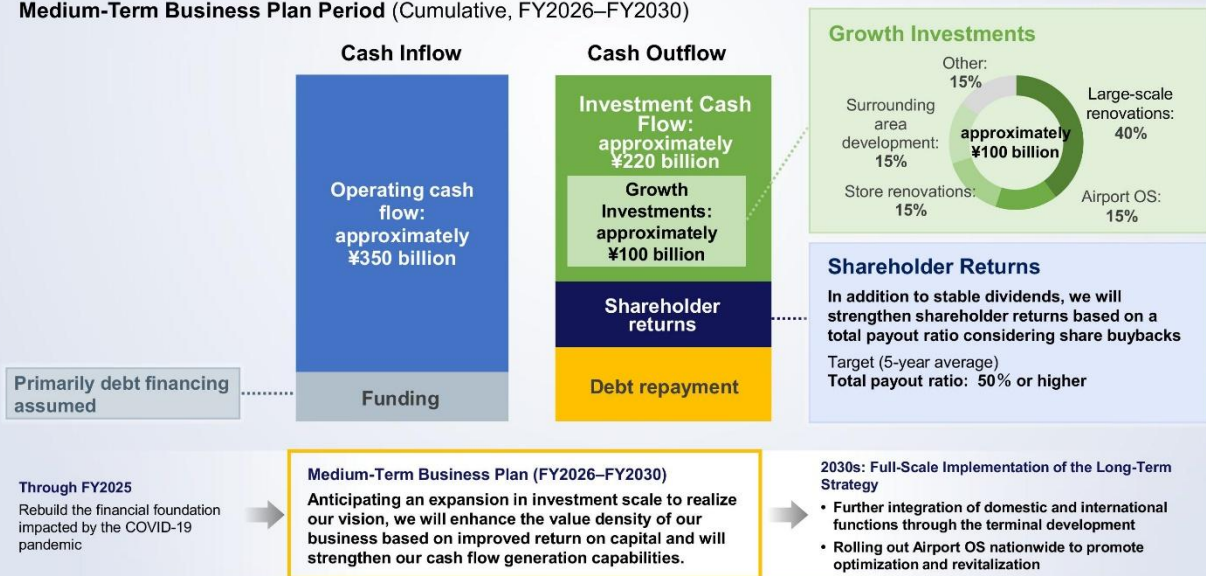 Medium-Term Business Plan Period (Cumulative, FY2026–FY2030)
Cash Inflow
Operating cash
flow:
approximately
¥350 billion
Funding
Primarily debt financing
assumed
Cash Outflow
Investment Cash
Flow:
approximately
¥220 billion
Growth
Investments:
approximately
¥100 billion
Shareholder
returns
Debt repayment
Growth Investments
Other:
15%
Large-scale
renovations:
40%
Surrounding
area
development:
15%
approximately
¥100 billion
Store renovations:
15%
Airport OS:
15%
Shareholder Returns
In addition to stable dividends, we will
strengthen shareholder returns based on a
total payout ratio considering share buybacks
Target (5-year average)
Total payout ratio: 50% or higher
Through FY2025
Rebuild the financial foundation
impacted by the COVID-19
pandemic
Medium-Term Business Plan (FY2026–FY2030)
Anticipating an expansion in investment scale to realize
our vision, we will enhance the value density of our
business based on improved return on capital and will
strengthen our cash flow generation capabilities.
2030s: Full-Scale Implementation of the Long-Term
Strategy
• Further integration of domestic and international
functions through the terminal development
• Rolling out Airport OS nationwide to promote
optimization and revitalization